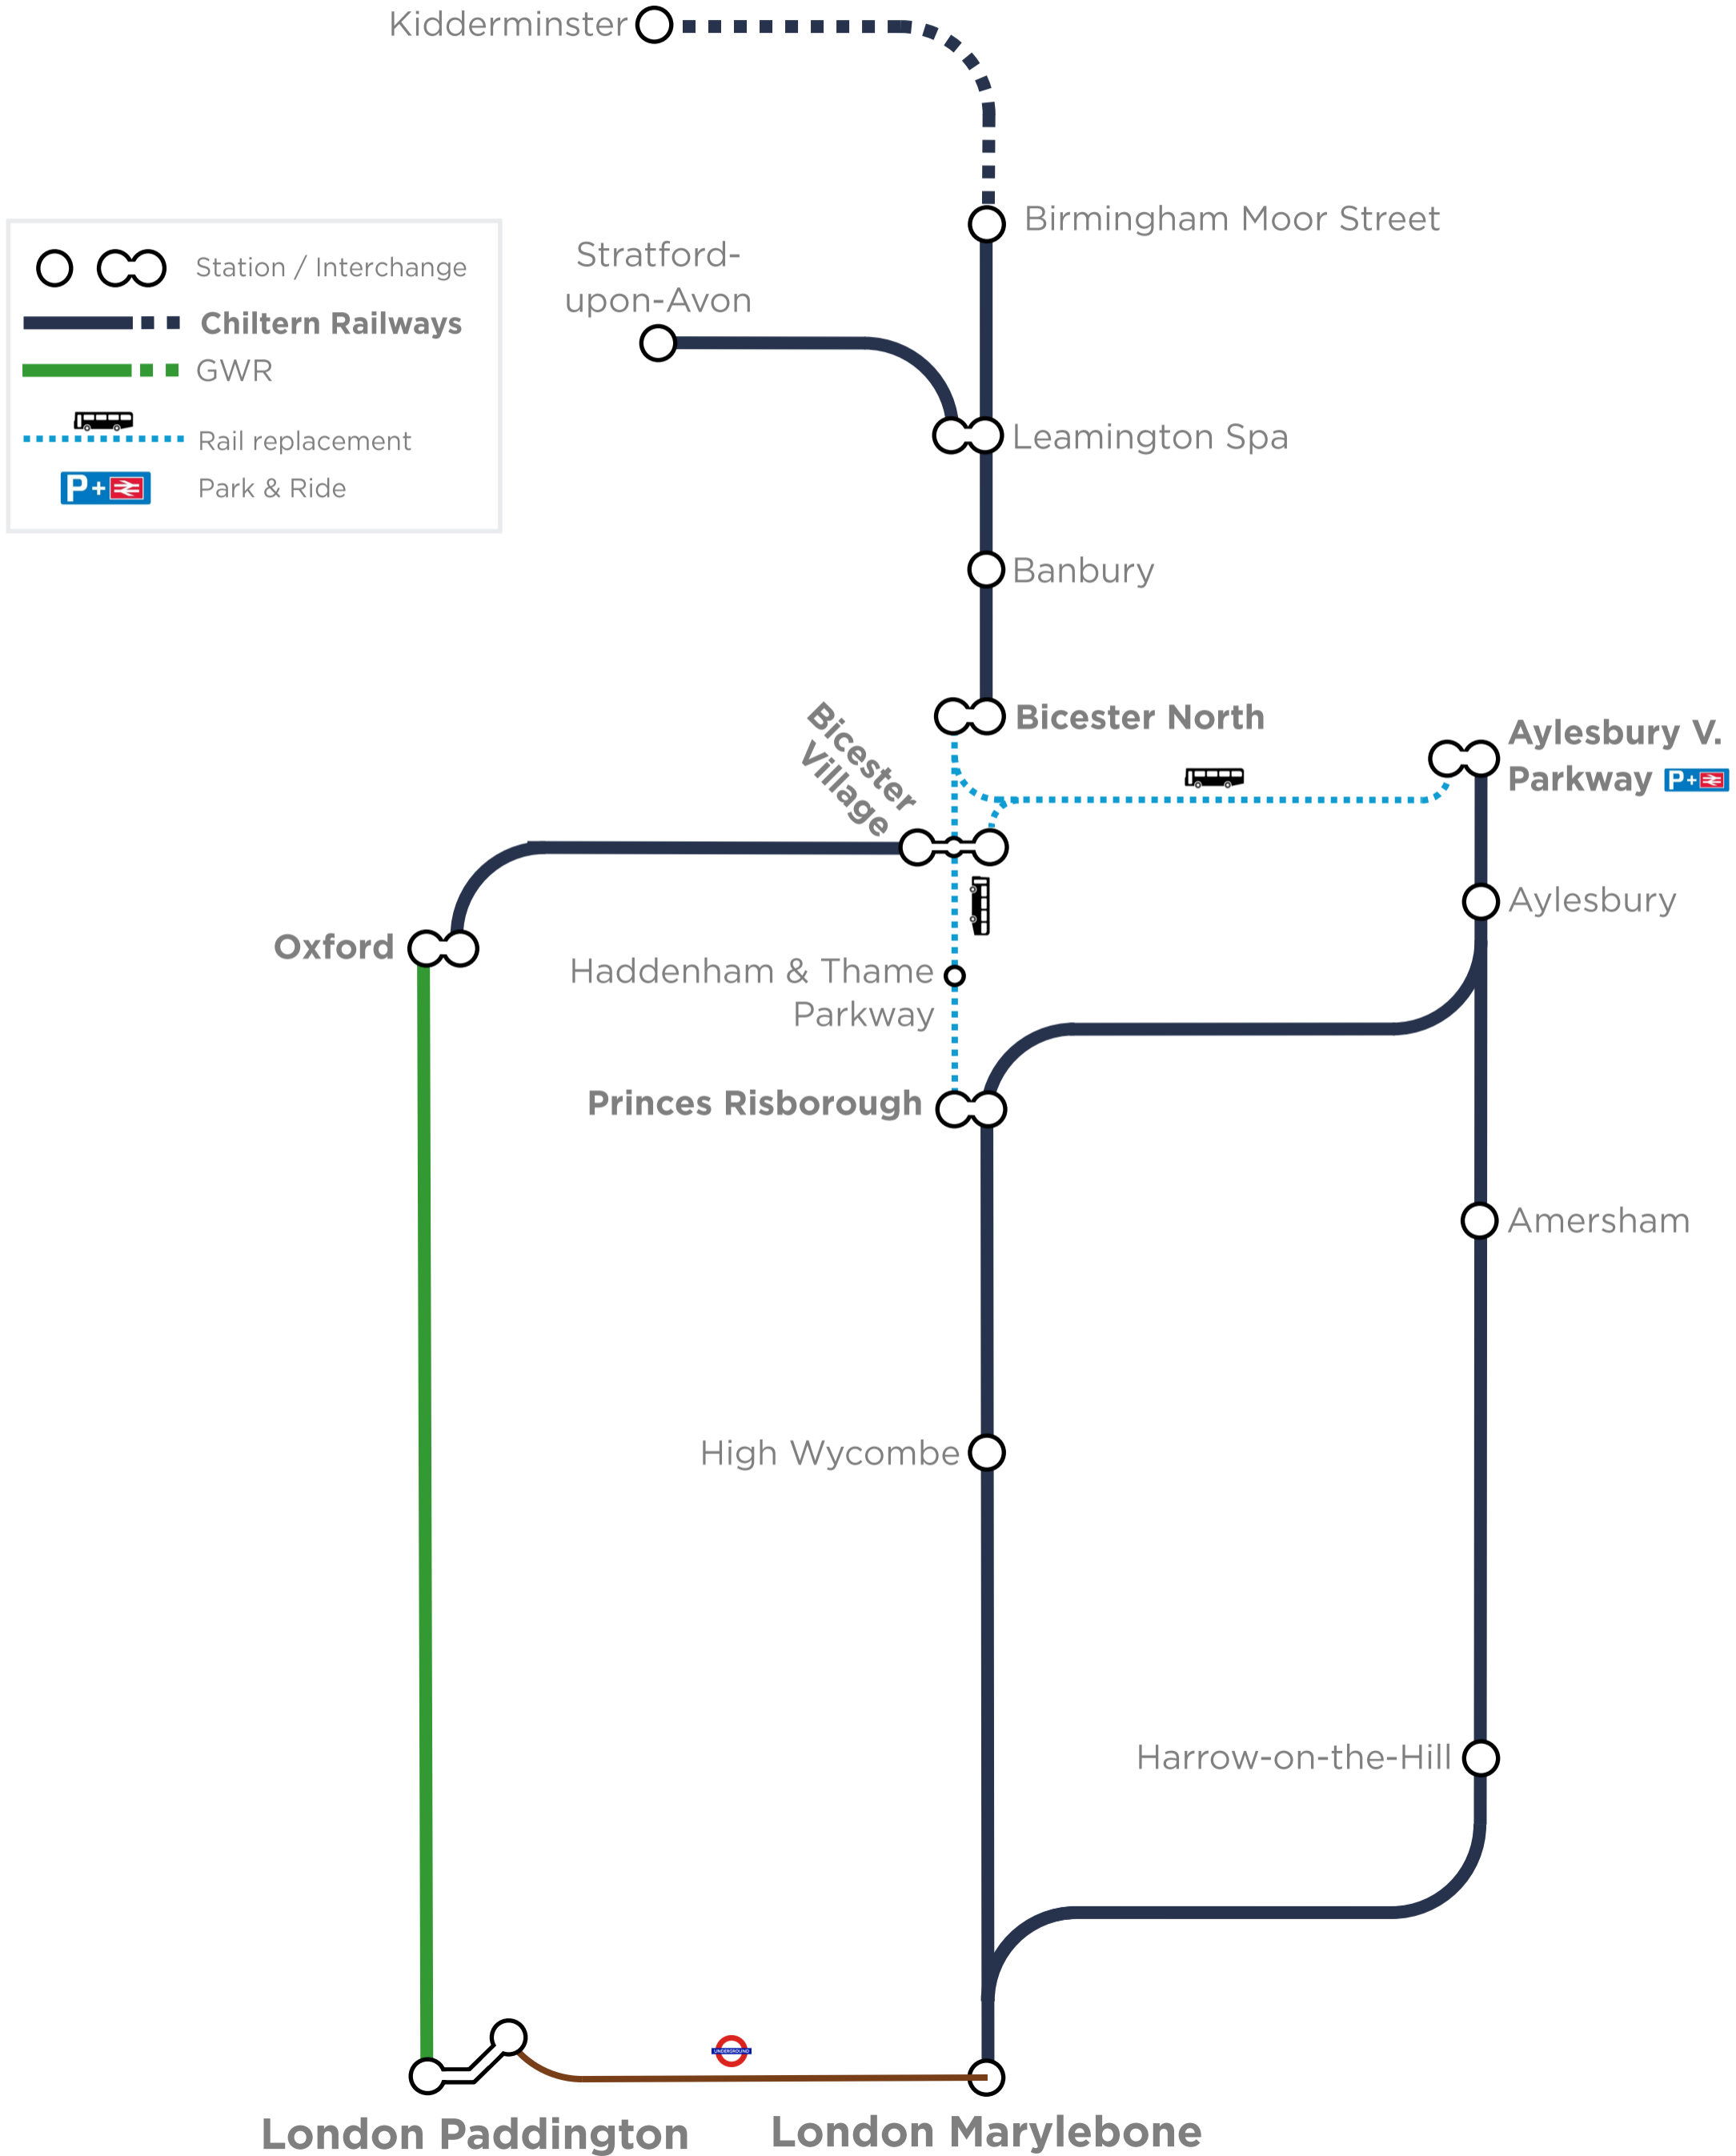 Kidderminster
Birmingham Moor Street
Stratford-
upon-Avon
Station / Interchange
Chiltern Railways
GWR
Rail replacement
P+
Park & Ride
Leamington Spa
Banbury
Bicester North
Bicester
Village
Aylesbury V.
Parkway P+
Aylesbury
Oxford
Haddenham & Thame
Parkway
Princes Risborough
Amersham
High Wycombe
Harrow-on-the-Hill
UNDERGROUND
London Paddington
London Marylebone